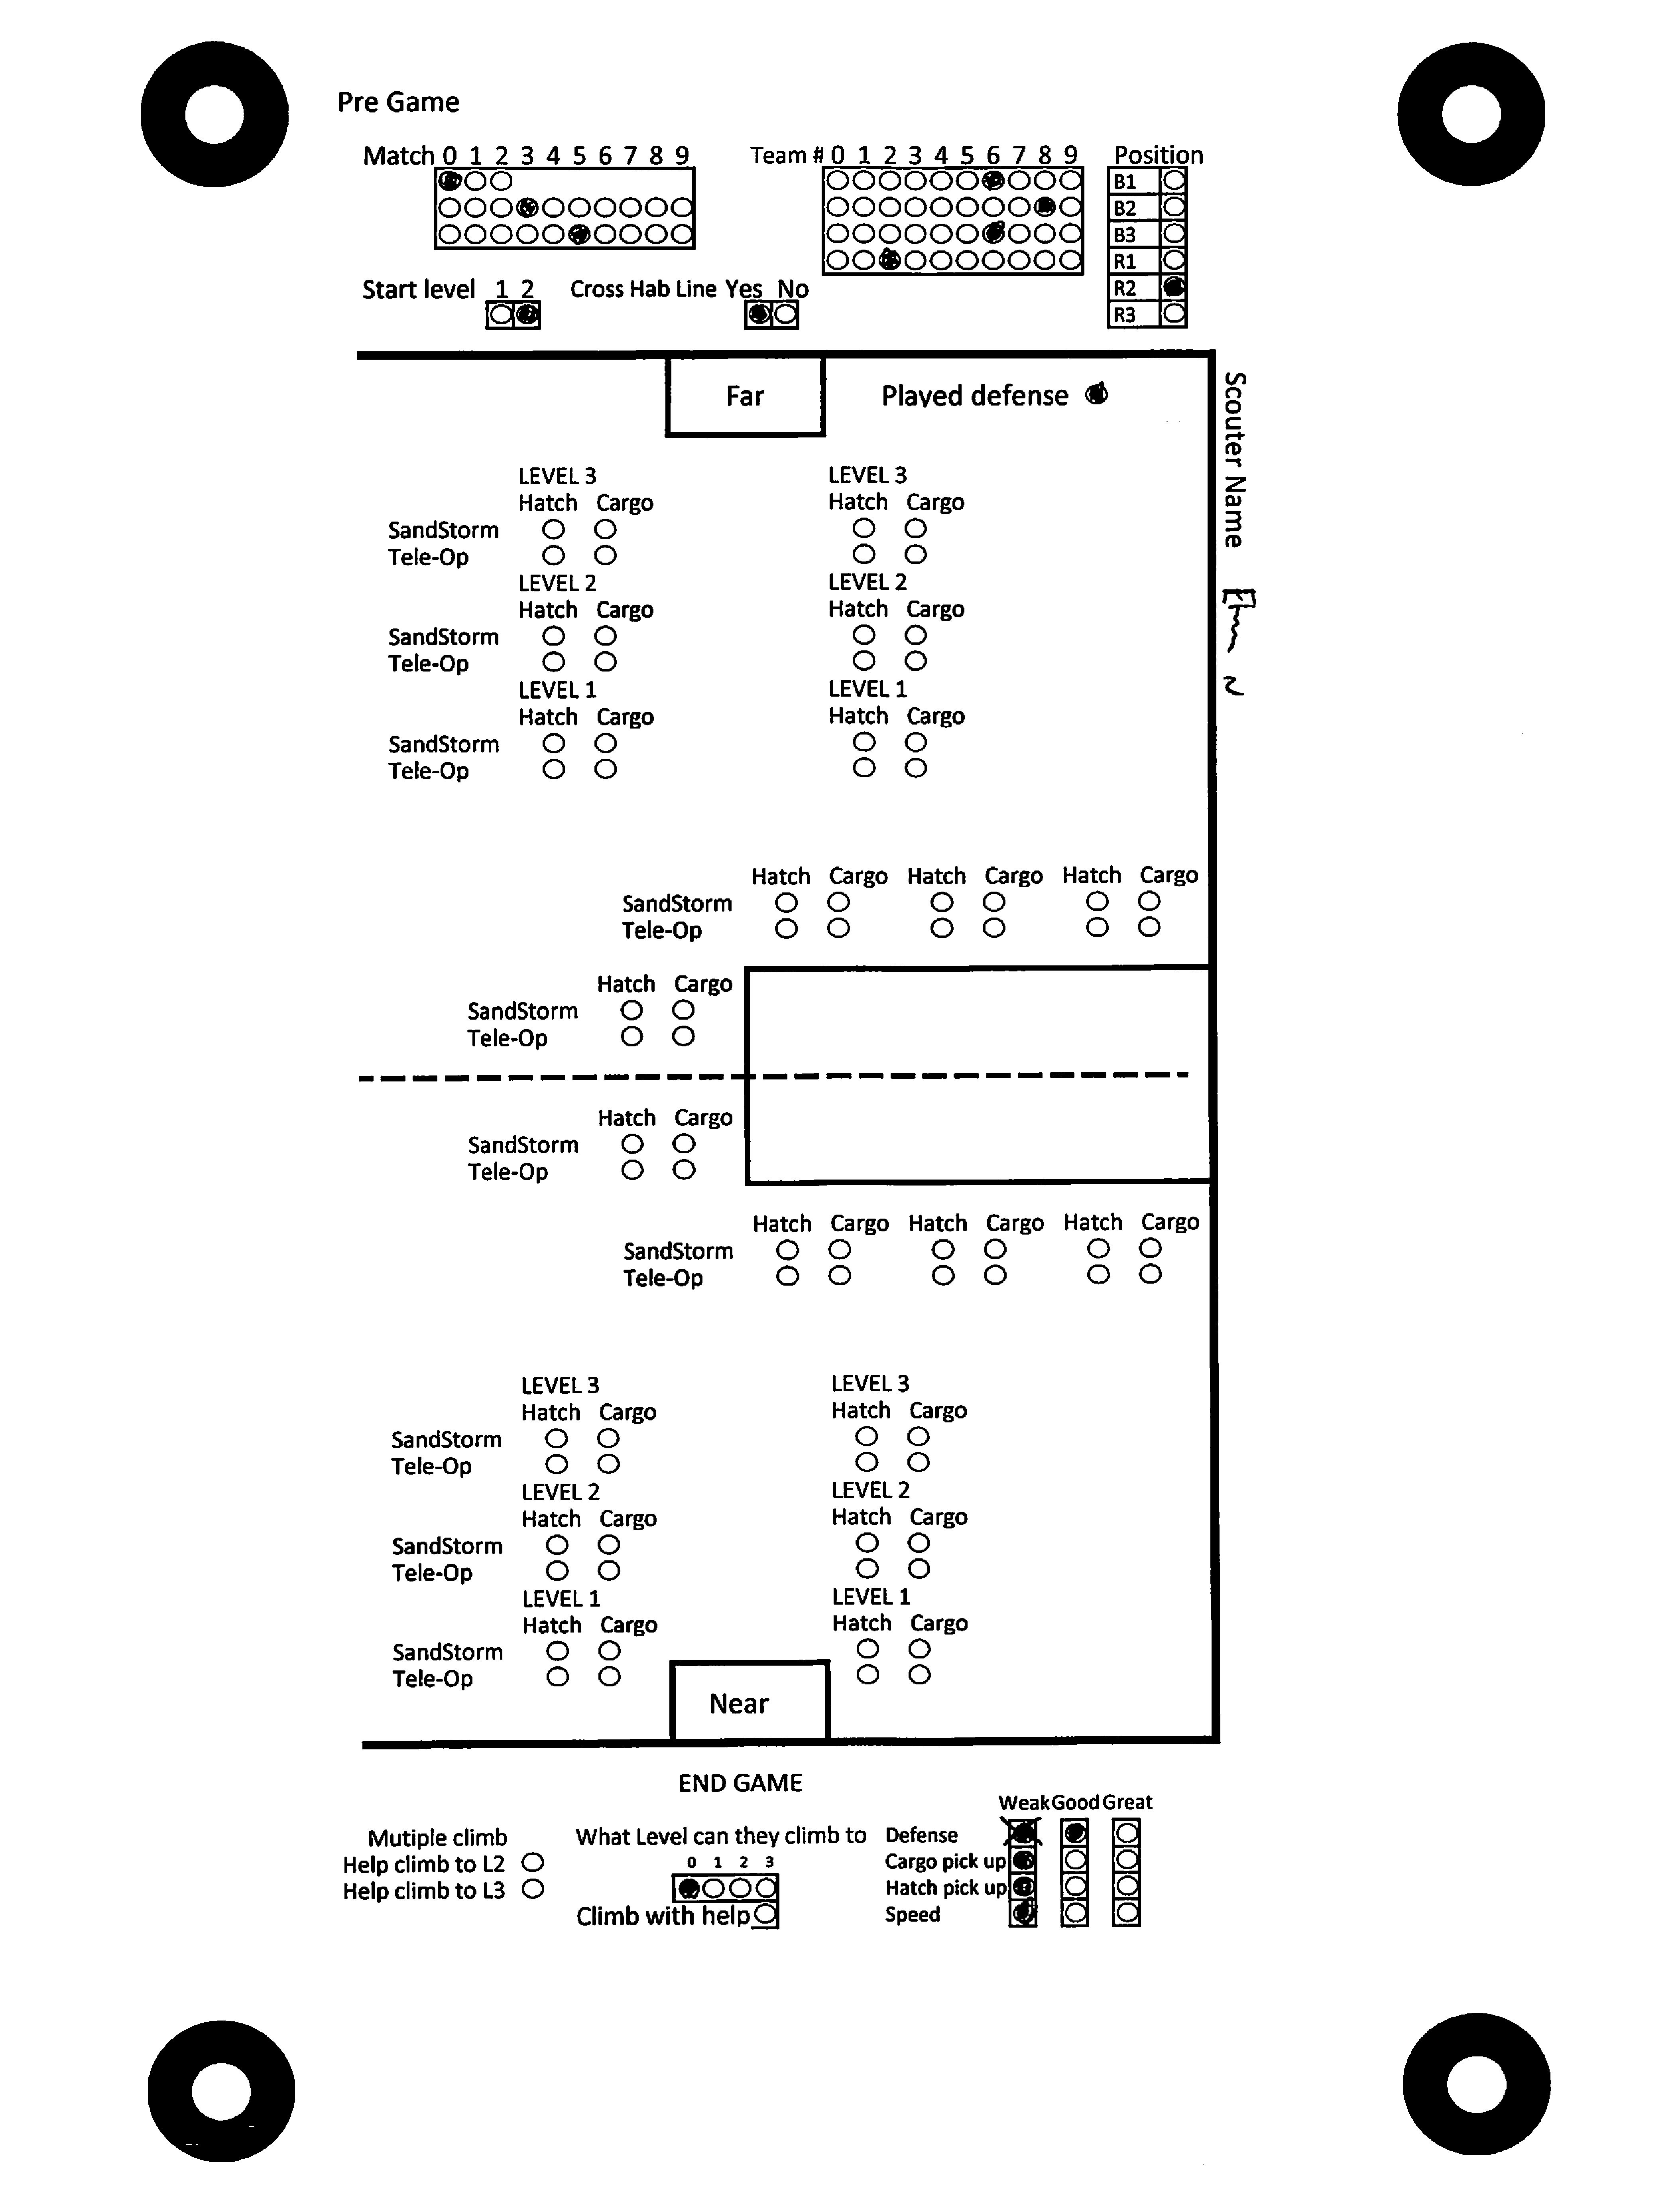 Pre Game
Match 0 1 2 3 4 5 6 7 8 9
Team # 0 1 2 3 4 5 6 7 8 9
Position
B1
B2
B3
R1
R2
R3
Start level 1 2
Cross Hab Line Yes No
Far
Played defense
Scouter Name
LEVEL 3 LEVEL 3
Hatch Cargo Hatch Cargo
SandStorm
Tele-Op
LEVEL 2 LEVEL 2
Hatch Cargo Hatch Cargo
SandStorm
Tele-Op
LEVEL 1 LEVEL 1
Hatch Cargo Hatch Cargo
SandStorm
Tele-Op
Hatch Cargo Hatch Cargo Hatch Cargo
SandStorm
Tele-Op
Hatch Cargo
SandStorm
Tele-Op
Hatch Cargo
SandStorm
Tele-Op
Hatch Cargo Hatch Cargo Hatch Cargo
SandStorm
Tele-Op
LEVEL 3 LEVEL 3
Hatch Cargo Hatch Cargo
SandStorm
Tele-Op
LEVEL 2 LEVEL 2
Hatch Cargo Hatch Cargo
SandStorm
Tele-Op
LEVEL 1 LEVEL 1
Hatch Cargo Hatch Cargo
SandStorm
Tele-Op
Near
END GAME
Mutiple climb
Help climb to L2
Help climb to L3
What Level can they climb to
0 1 2 3
Climb with help
Weak Good Great
Defense
Cargo pick up
Hatch pick up
Speed